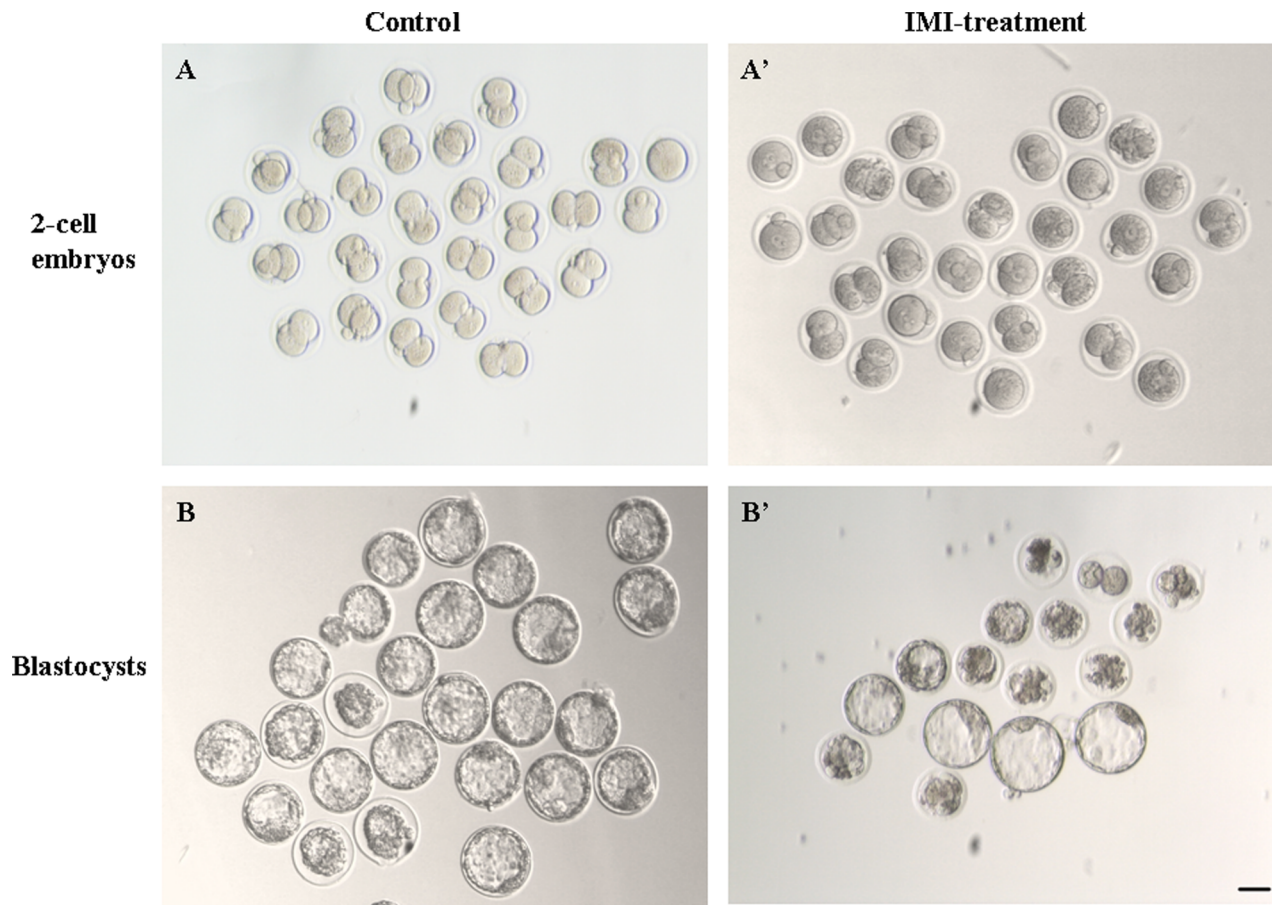 Control
IMI-treatment
A
A’
2-cell
embryos
B
B’
Blastocysts